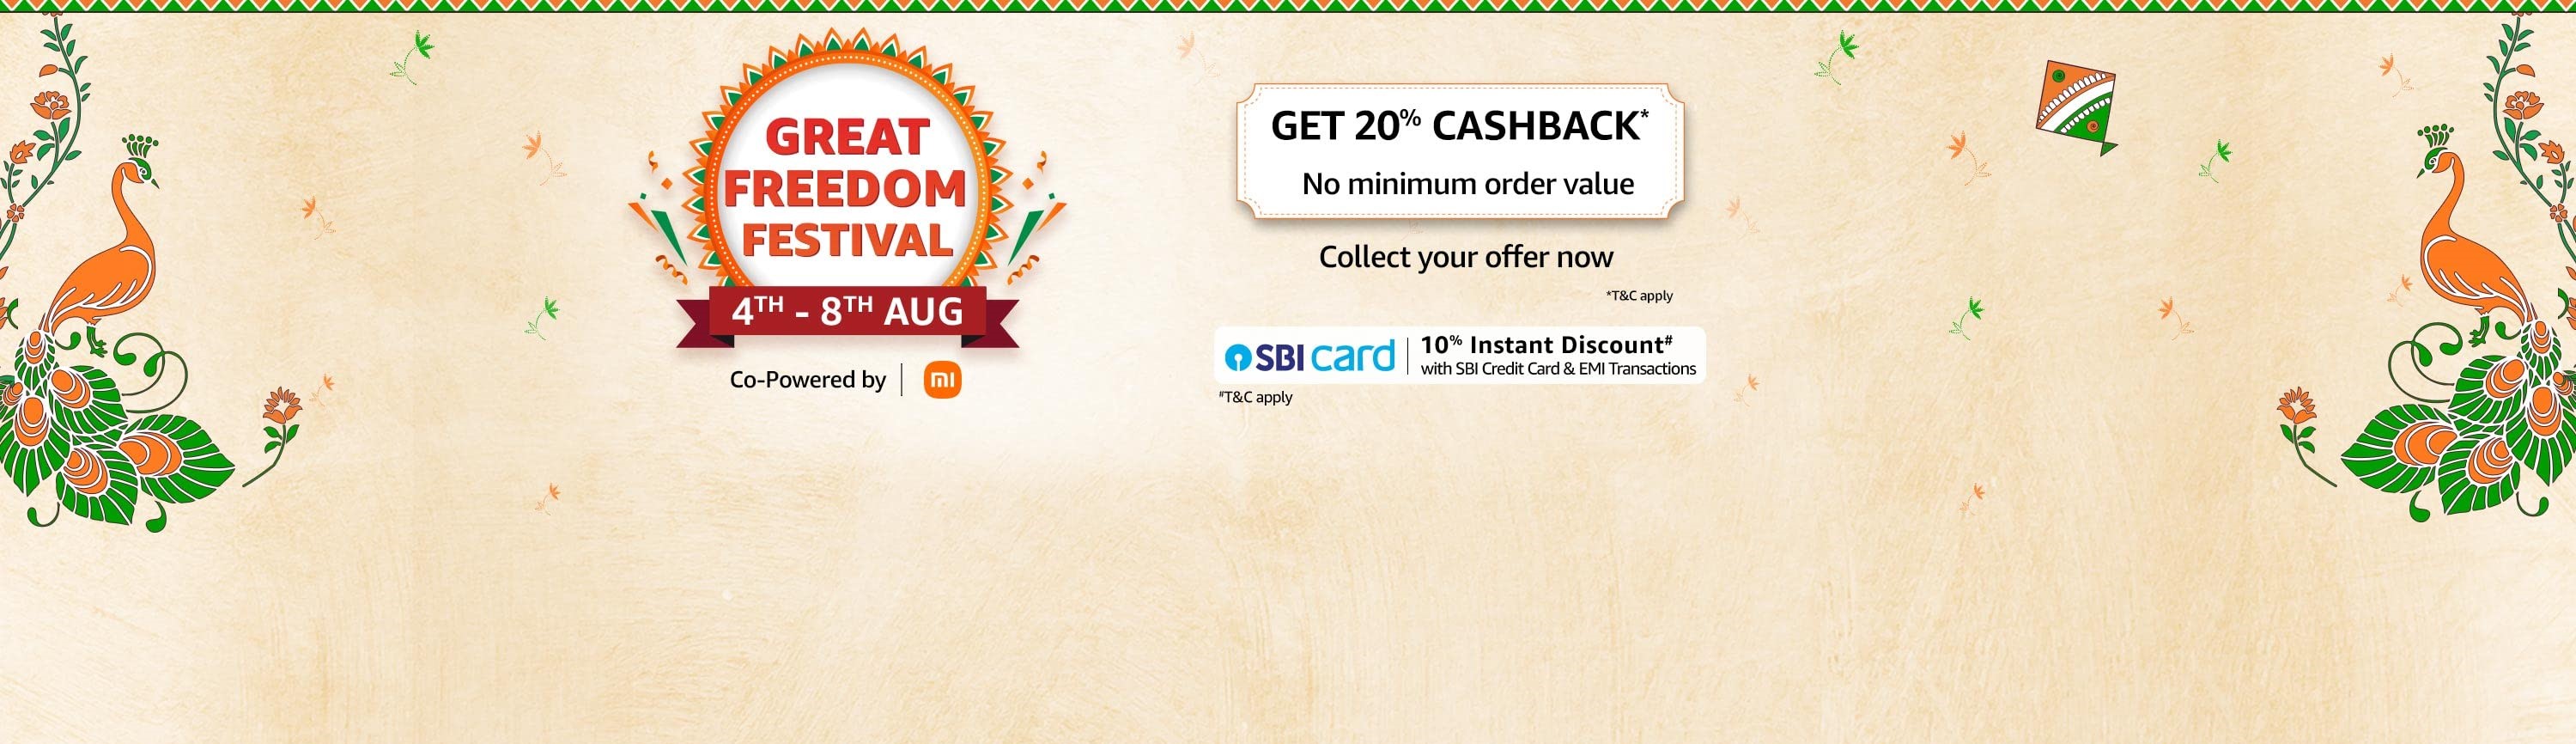 GREAT
FREEDOM
FESTIVAL
4TH - 8TH AUG
Co-Powered by
mi
GET 20% CASHBACK*
No minimum order value
Collect your offer now
*T&C apply
SBI card
10% Instant Discount#
with SBI Credit Card & EMI Transactions
#T&C apply